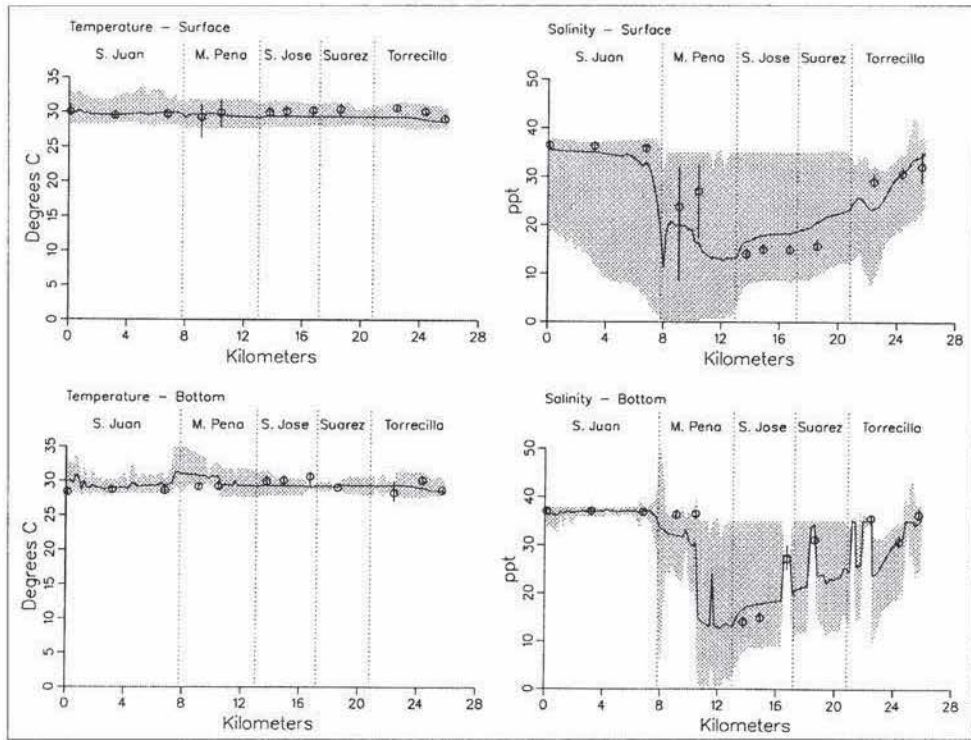 Temperature – Surface
S. Juan M. Pena S. Jose Suarez Torrecilla
Degrees C
35
30
25
20
15
10
5
0
0 4 8 12 16 20 24 28
Kilometers
Salinity – Surface
S. Juan M. Pena S. Jose Suarez Torrecilla
ppt
50
40
30
20
10
0
0 4 8 12 16 20 24 28
Kilometers
Temperature – Bottom
S. Juan M. Pena S. Jose Suarez Torrecilla
Degrees C
35
30
25
20
15
10
5
0
0 4 8 12 16 20 24 28
Kilometers
Salinity – Bottom
S. Juan M. Pena S. Jose Suarez Torrecilla
ppt
50
40
30
20
10
0
0 4 8 12 16 20 24 28
Kilometers